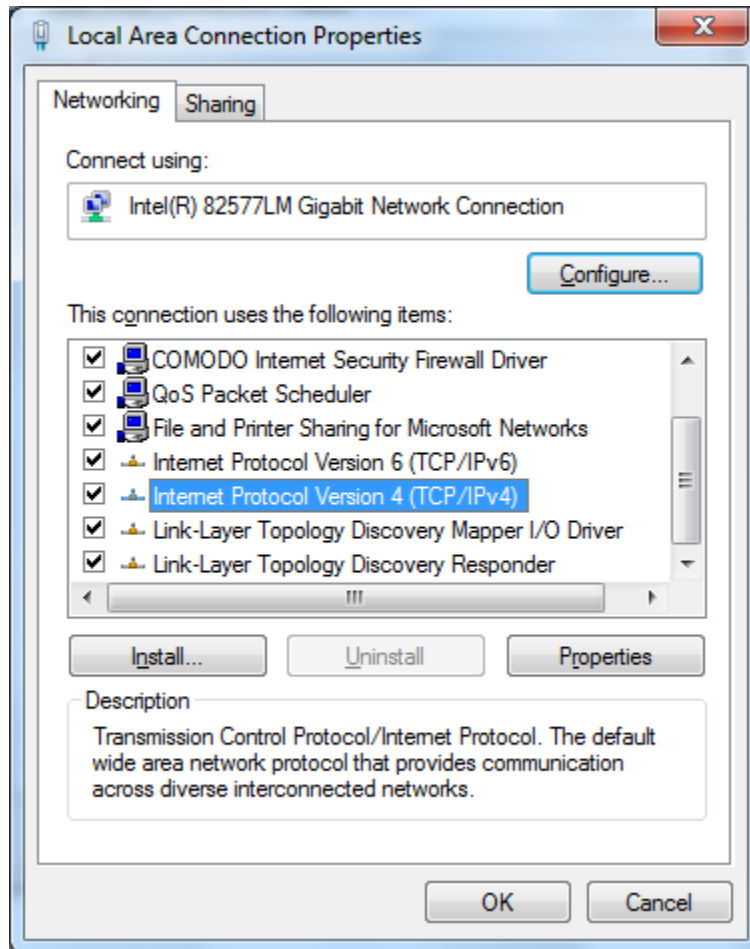 Local Area Connection Properties
Networking
Sharing
Connect using:
Intel(R) 82577LM Gigabit Network Connection
Configure...
This connection uses the following items:
COMODO Internet Security Firewall Driver
QoS Packet Scheduler
File and Printer Sharing for Microsoft Networks
Internet Protocol Version 6 (TCP/IPv6)
Internet Protocol Version 4 (TCP/IPv4)
Link-Layer Topology Discovery Mapper I/O Driver
Link-Layer Topology Discovery Responder
Install...
Uninstall
Properties
Description
Transmission Control Protocol/Internet Protocol. The default
wide area network protocol that provides communication
across diverse interconnected networks.
OK
Cancel